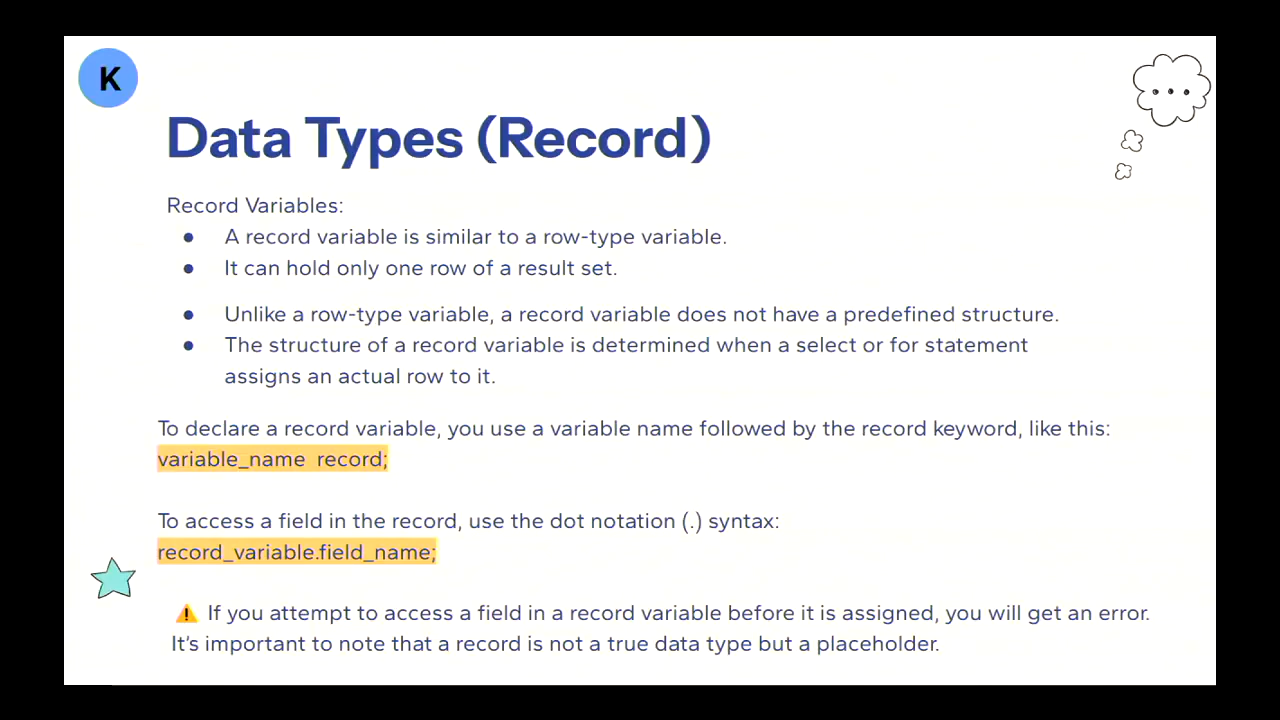 K
Data Types (Record)
Record Variables:
● A record variable is similar to a row-type variable.
● It can hold only one row of a result set.
● Unlike a row-type variable, a record variable does not have a predefined structure.
● The structure of a record variable is determined when a select or for statement
assigns an actual row to it.
To declare a record variable, you use a variable name followed by the record keyword, like this:
variable_name record;
To access a field in the record, use the dot notation (.) syntax:
record_variable.field_name;
⚠️ If you attempt to access a field in a record variable before it is assigned, you will get an error.
It’s important to note that a record is not a true data type but a placeholder.